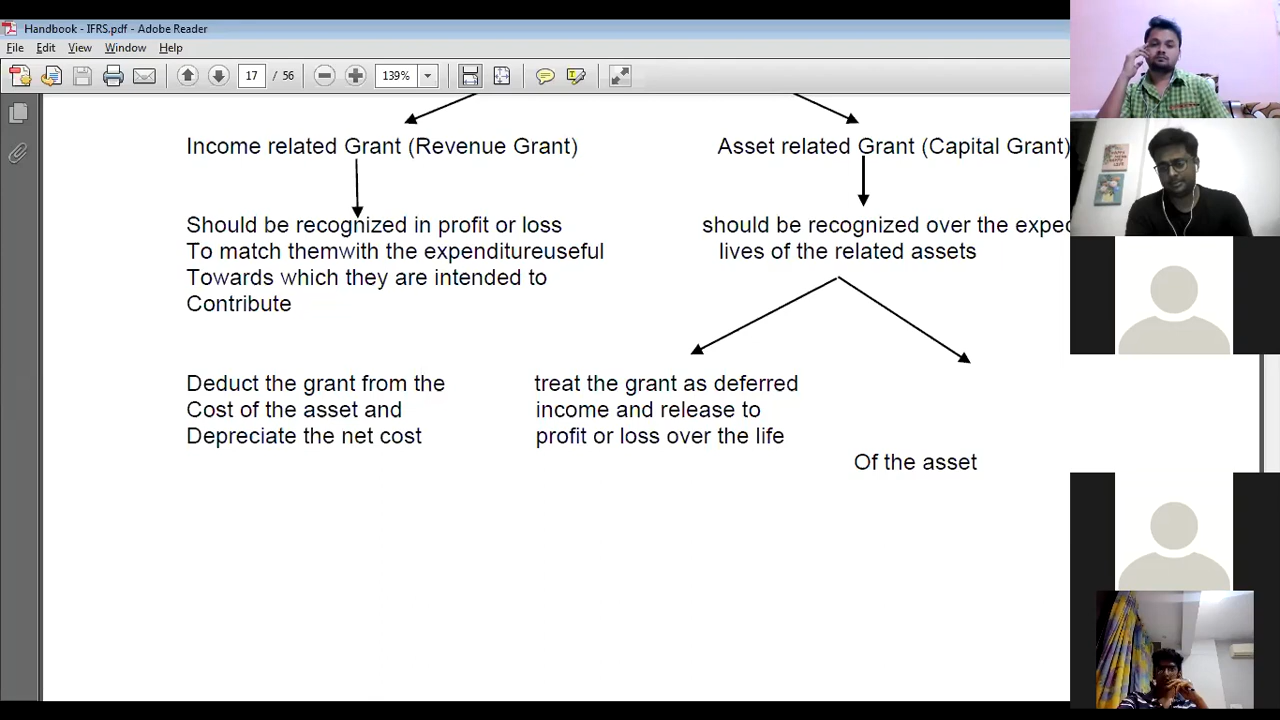 Handbook - IFRS.pdf - Adobe Reader
File Edit View Window Help
17 / 56 139%
Income related Grant (Revenue Grant) Asset related Grant (Capital Grant)
Should be recognized in profit or loss should be recognized over the expec
To match themwith the expenditureuseful lives of the related assets
Towards which they are intended to
Contribute
Deduct the grant from the treat the grant as deferred
Cost of the asset and income and release to
Depreciate the net cost profit or loss over the life
Of the asset